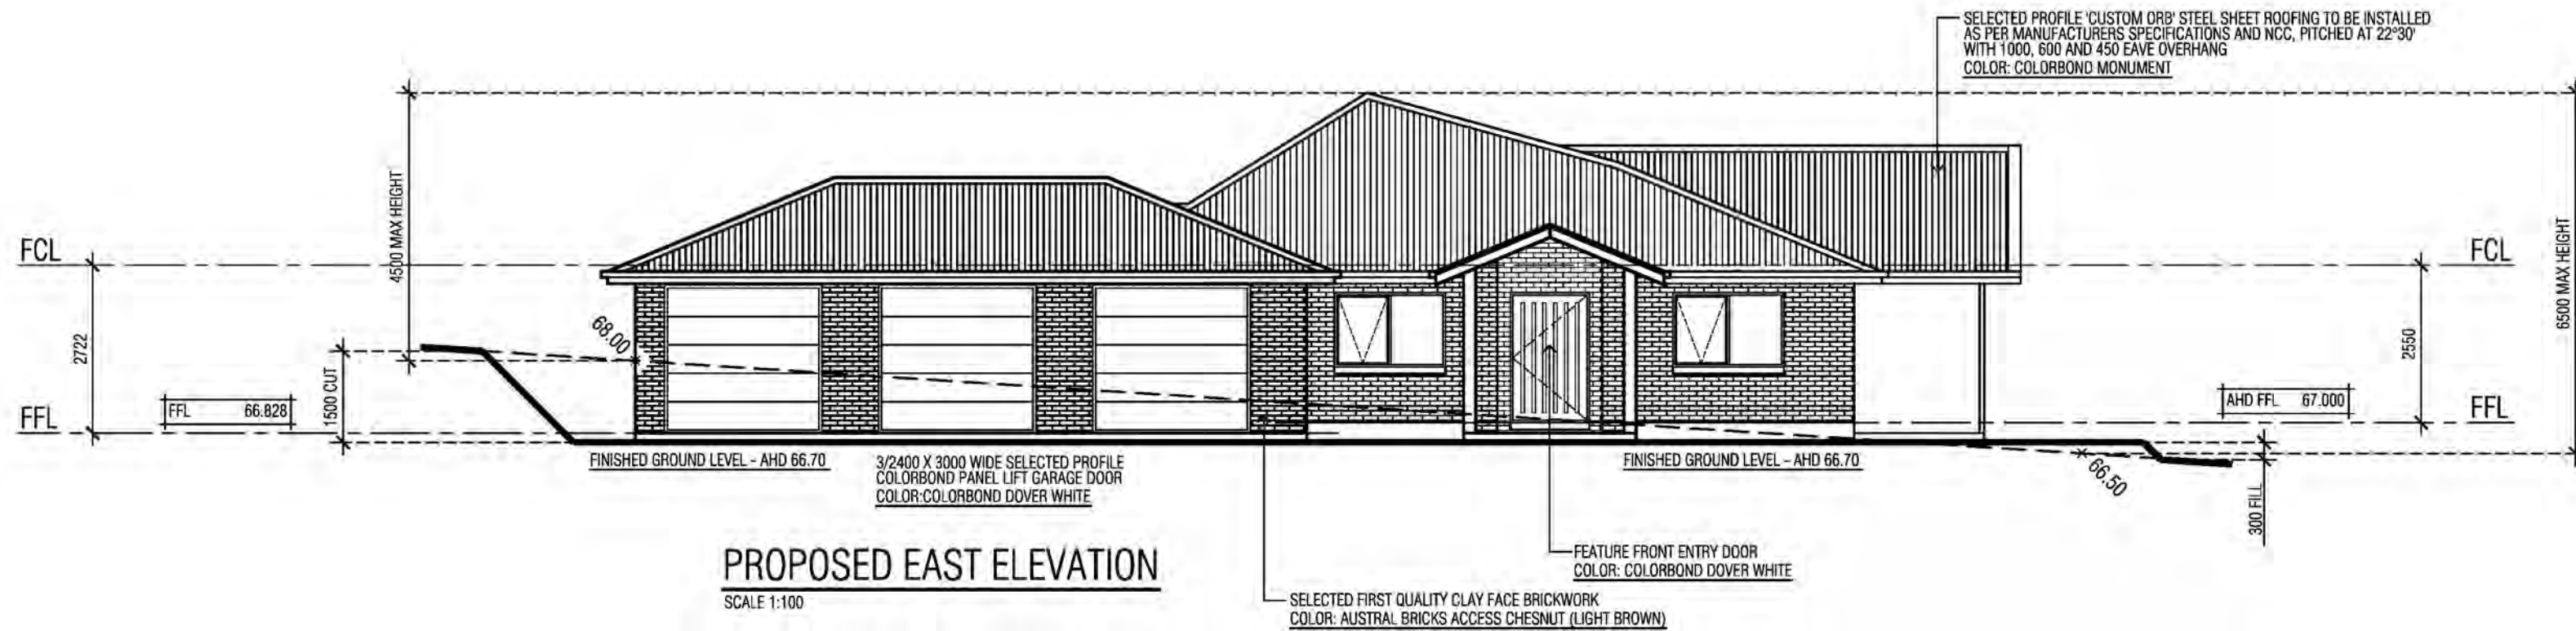 SELECTED PROFILE 'CUSTOM ORB' STEEL SHEET ROOFING TO BE INSTALLED
AS PER MANUFACTURERS SPECIFICATIONS AND NCC, PITCHED AT 22°30'
WITH 1000, 600 AND 450 EAVE OVERHANG
COLOR: COLORBOND MONUMENT
4500 MAX HEIGHT
6500 MAX HEIGHT
FCL
FCL
2722
2550
68.00
1500 CUT
FFL 66.828
AHD FFL 67.000
FFL
FFL
FINISHED GROUND LEVEL - AHD 66.70
3/2400 X 3000 WIDE SELECTED PROFILE
COLORBOND PANEL LIFT GARAGE DOOR
COLOR:COLORBOND DOVER WHITE
FINISHED GROUND LEVEL - AHD 66.70
66.50
300 FILL
PROPOSED EAST ELEVATION
SCALE 1:100
FEATURE FRONT ENTRY DOOR
COLOR: COLORBOND DOVER WHITE
SELECTED FIRST QUALITY CLAY FACE BRICKWORK
COLOR: AUSTRAL BRICKS ACCESS CHESNUT (LIGHT BROWN)